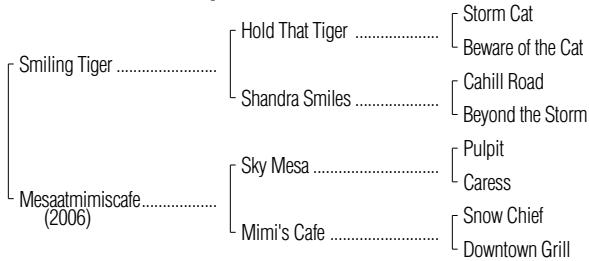 Storm Cat
Hold That Tiger ..................
Beware of the Cat
Smiling Tiger ......................
Cahill Road
Shandra Smiles ...................
Beyond the Storm
Pulpit
Sky Mesa ...........................
Caress
Mesaatmimiscafe.................
(2006)
Snow Chief
Mimi's Cafe ........................
Downtown Grill